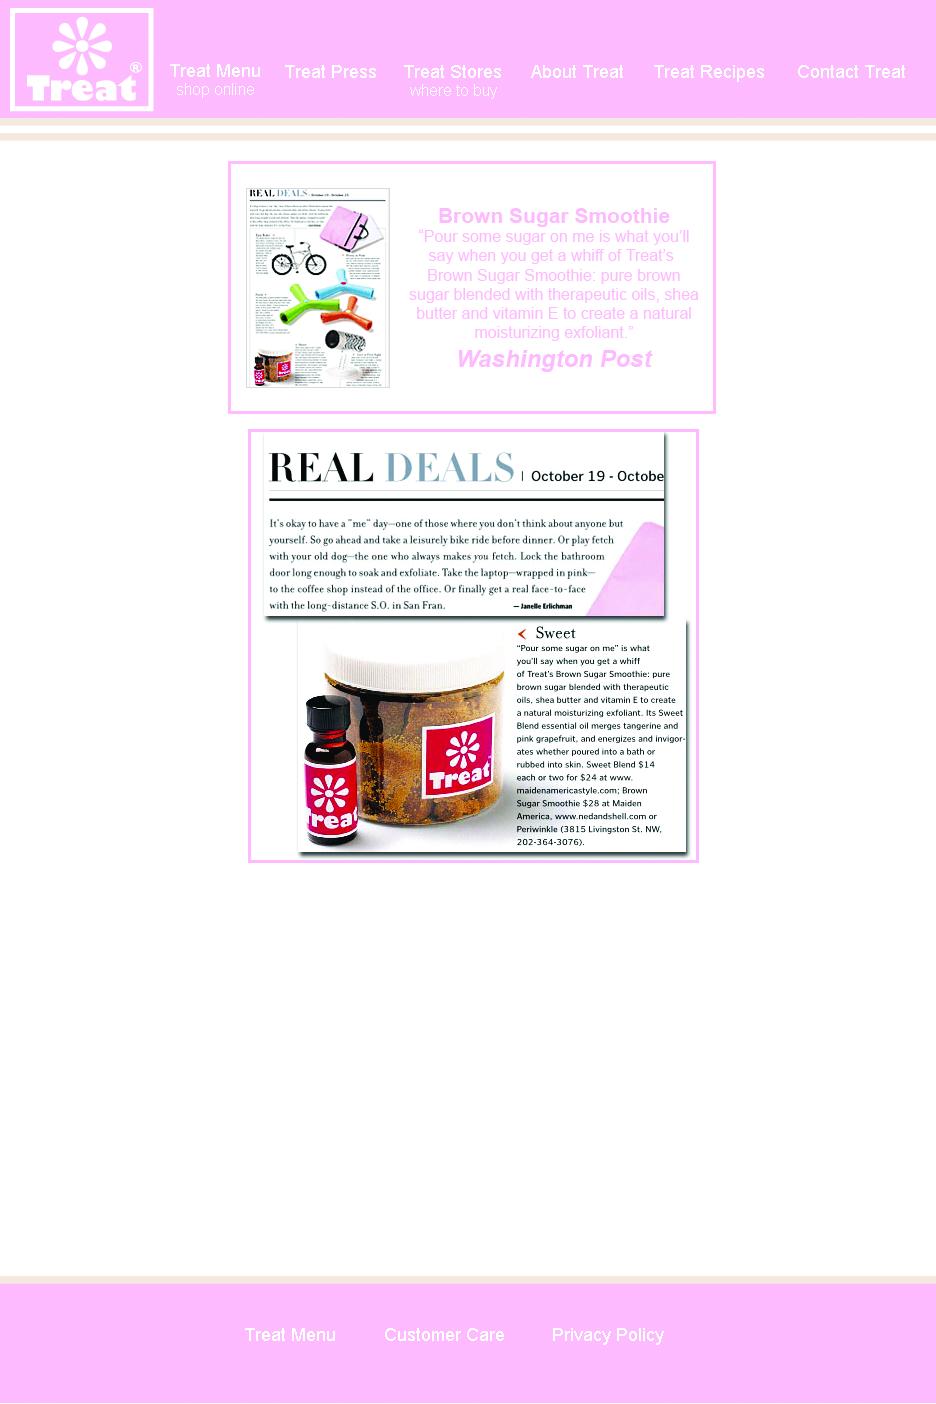 Treat®
Treat Menu
shop online
Treat Press
Treat Stores
where to buy
About Treat
Treat Recipes
Contact Treat
REAL DEALS
Brown Sugar Smoothie
“Pour some sugar on me is what you’ll
say when you get a whiff of Treat’s
Brown Sugar Smoothie: pure brown
sugar blended with therapeutic oils, shea
butter and vitamin E to create a natural
moisturizing exfoliant.”
Washington Post
Treat
REAL DEALS | October 19 - Octobe
It's okay to have a "me" day—one of those where you don't think about anyone but
yourself. So go ahead and take a leisurely bike ride before dinner. Or play fetch
with your old dog—the one who always makes you fetch. Lock the bathroom
door long enough to soak and exfoliate. Take the laptop—wrapped in pink—
to the coffee shop instead of the office. Or finally get a real face-to-face
with the long-distance S.O. in San Fran.
— Janelle Erlichman
Sweet
“Pour some sugar on me” is what
you’ll say when you get a whiff
of Treat’s Brown Sugar Smoothie: pure
brown sugar blended with therapeutic
oils, shea butter and vitamin E to create
a natural moisturizing exfoliant. Its Sweet
Blend essential oil merges tangerine and
pink grapefruit, and energizes and invigor-
ates whether poured into a bath or
rubbed into skin. Sweet Blend $14
each or two for $24 at www.
maidenamericastyle.com; Brown
Sugar Smoothie $28 at Maiden
America, www.nedandshell.com or
Periwinkle (3815 Livingston St. NW,
202-364-3076).
Treat
Treat
Treat Menu
Customer Care
Privacy Policy